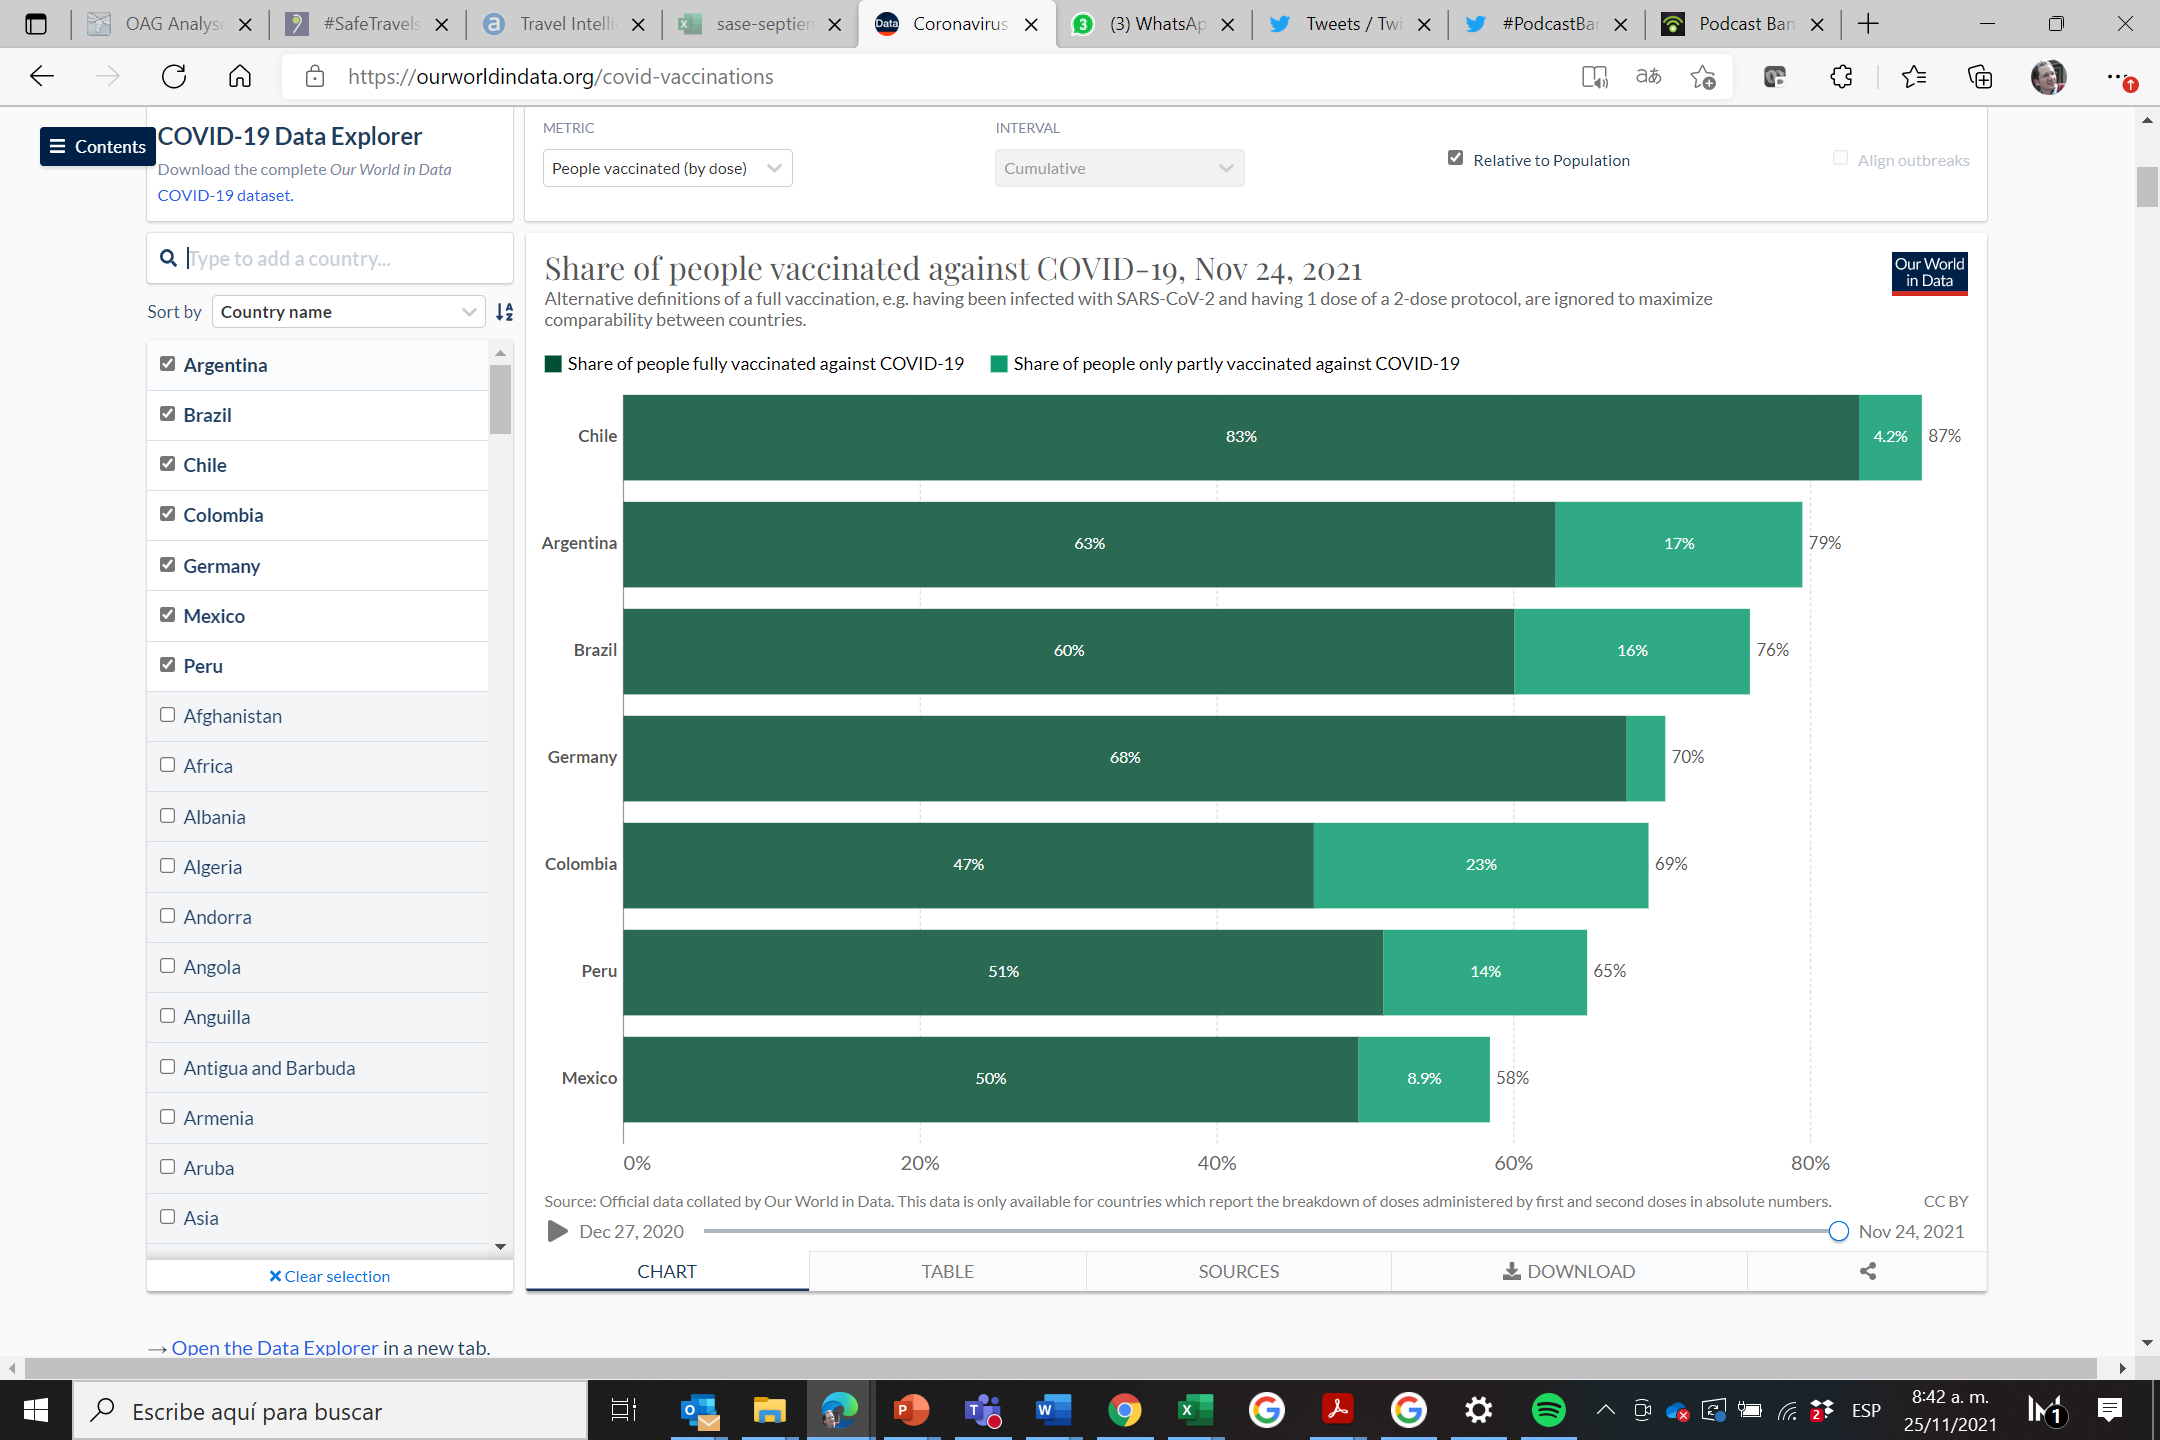 OAG Analyse
#SafeTravels
Travel Intelli
sase-septiem
Coronavirus
(3) WhatsAp
Tweets / Twi
#PodcastBan
Podcast Ban
https://ourworldindata.org/covid-vaccinations
Contents
COVID-19 Data Explorer
Download the complete Our World in Data
COVID-19 dataset.
METRIC
People vaccinated (by dose)
INTERVAL
Cumulative
Relative to Population
Align outbreaks
Type to add a country...
Sort by
Country name
Argentina
Brazil
Chile
Colombia
Germany
Mexico
Peru
Afghanistan
Africa
Albania
Algeria
Andorra
Angola
Anguilla
Antigua and Barbuda
Armenia
Aruba
Asia
Clear selection
Share of people vaccinated against COVID-19, Nov 24, 2021
Our World
in Data
Alternative definitions of a full vaccination, e.g. having been infected with SARS-CoV-2 and having 1 dose of a 2-dose protocol, are ignored to maximize
comparability between countries.
Share of people fully vaccinated against COVID-19
Share of people only partly vaccinated against COVID-19
Chile 83% 4.2% 87%
Argentina 63% 17% 79%
Brazil 60% 16% 76%
Germany 68% 70%
Colombia 47% 23% 69%
Peru 51% 14% 65%
Mexico 50% 8.9% 58%
0% 20% 40% 60% 80%
Source: Official data collated by Our World in Data. This data is only available for countries which report the breakdown of doses administered by first and second doses in absolute numbers.
CC BY
Dec 27, 2020
Nov 24, 2021
CHART
TABLE
SOURCES
DOWNLOAD
→ Open the Data Explorer in a new tab.
Escribe aquí para buscar
ESP
8:42 a. m.
25/11/2021